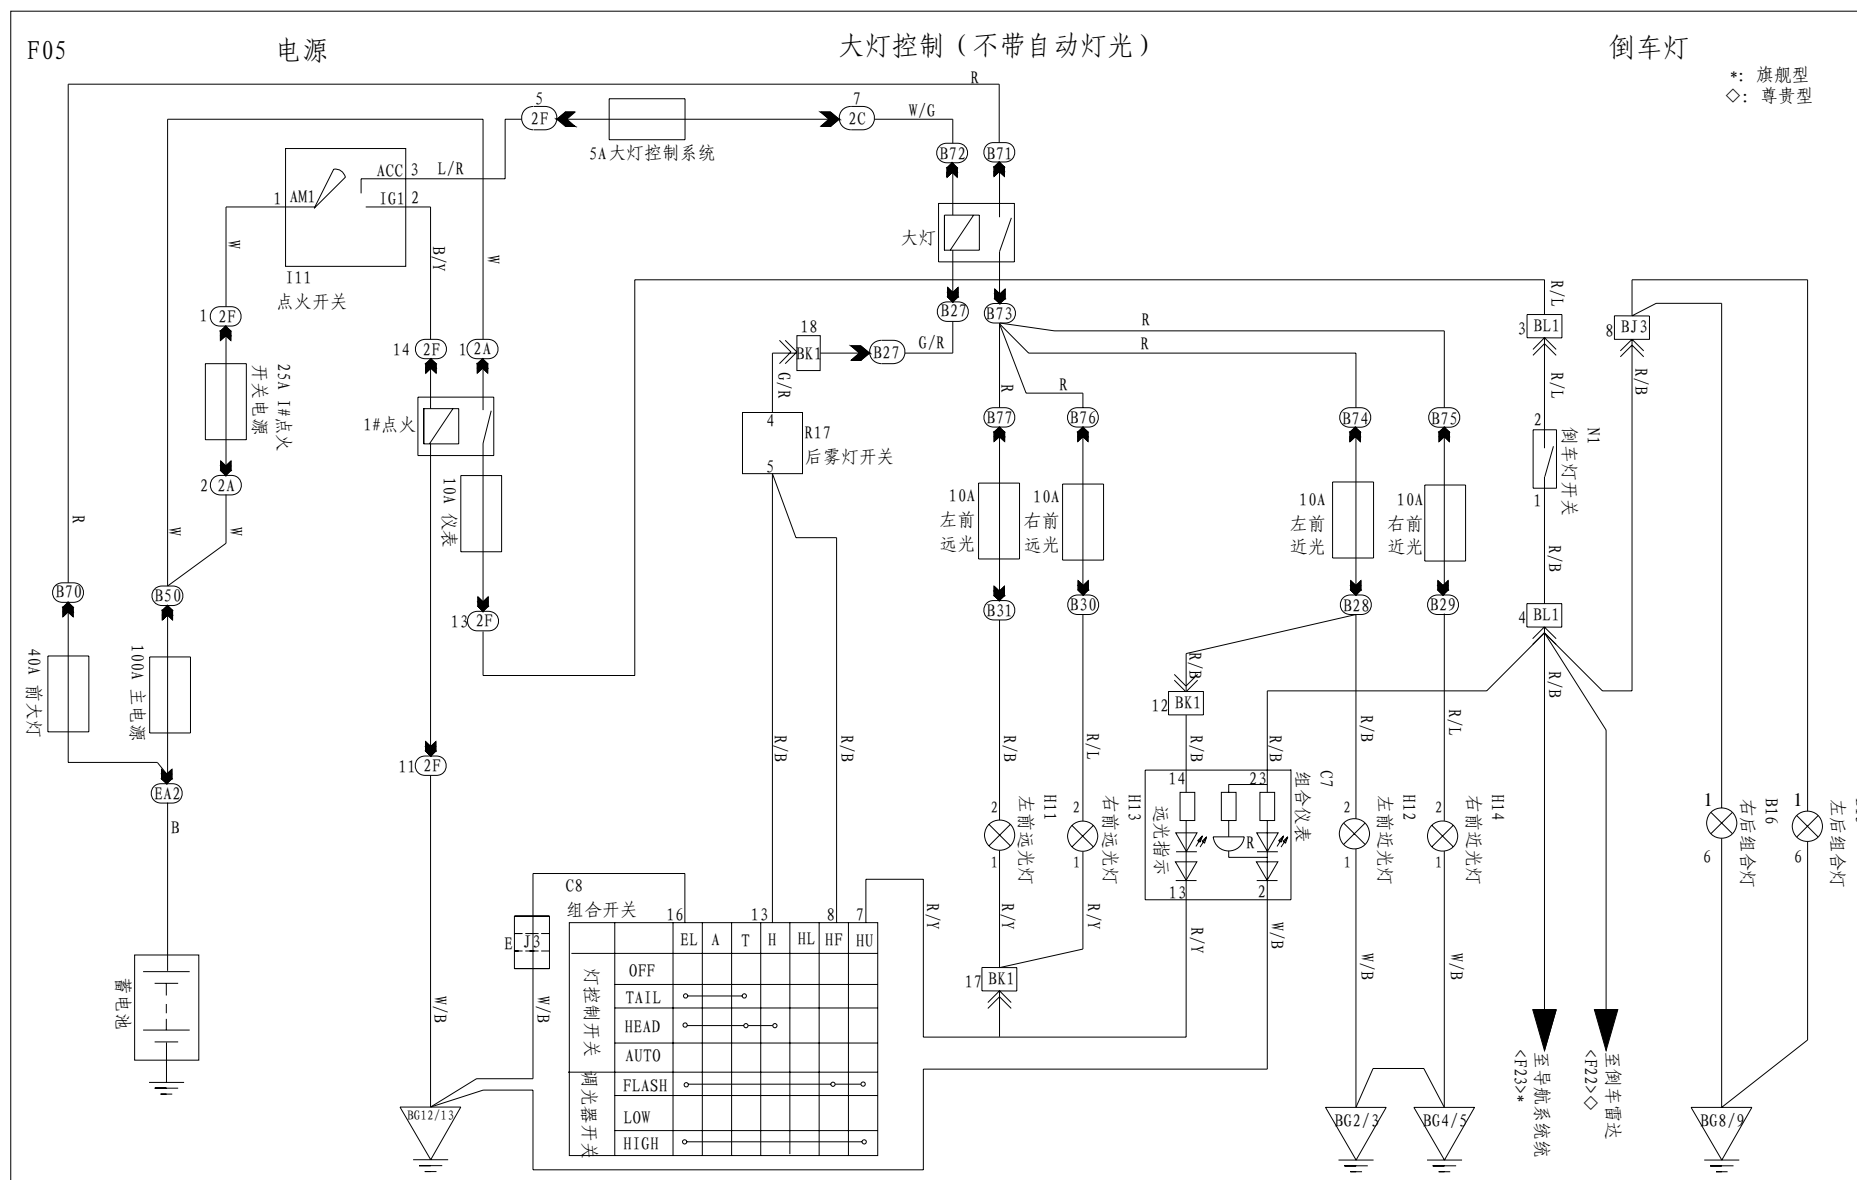 F05
电源
大灯控制（不带自动灯光）
倒车灯
*: 旗舰型
◇: 尊贵型
R
5
2F
5A大灯控制系统
7
2C
W/G
B72
B71
ACC 3
L/R
1
AM1
IG1 2
I11
点火开关
W
B/Y
W
大灯
B27
B73
1 2F
14 2F
1 2A
25A I#点火
开关电源
1#点火
2 2A
W
10A 仪表
13 2F
R
W
B70
B50
40A 前大灯
100A 主电源
EA2
B
蓄电池
11 2F
W/B
BG12/13
18
BK1
B27
G/R
G/R
4
5
R17
后雾灯开关
R/B
R/B
R
R
R
R
B77
B76
B74
B75
10A
左前
远光
10A
右前
远光
10A
左前
近光
10A
右前
近光
B31
B30
B28
B29
R/B
R/L
R/B
12 BK1
R/B
R/B
R/B
R/L
2
1
H11
左前远光灯
2
1
H13
右前远光灯
14
23
13
2
远光指示
R
C7
组合仪表
2
1
H12
左前近光灯
2
1
H14
右前近光灯
R/Y
R/Y
R/Y
17 BK1
R/Y
W/B
W/B
W/B
BG2/3
BG4/5
R/L
3 BL1
R/L
2
1
N1
倒车灯开关
R/B
4 BL1
R/B
8 BJ3
R/B
1
6
B16
右后组合灯
1
6
左后组合灯
至导航系统统
<F23>*
至倒车雷达
<F22>◇
BG8/9
C8
组合开关
E J3
W/B
16 13 8 7
EL A T H HL HF HU
灯控制开关
OFF
TAIL
HEAD
AUTO
调光器开关
FLASH
LOW
HIGH